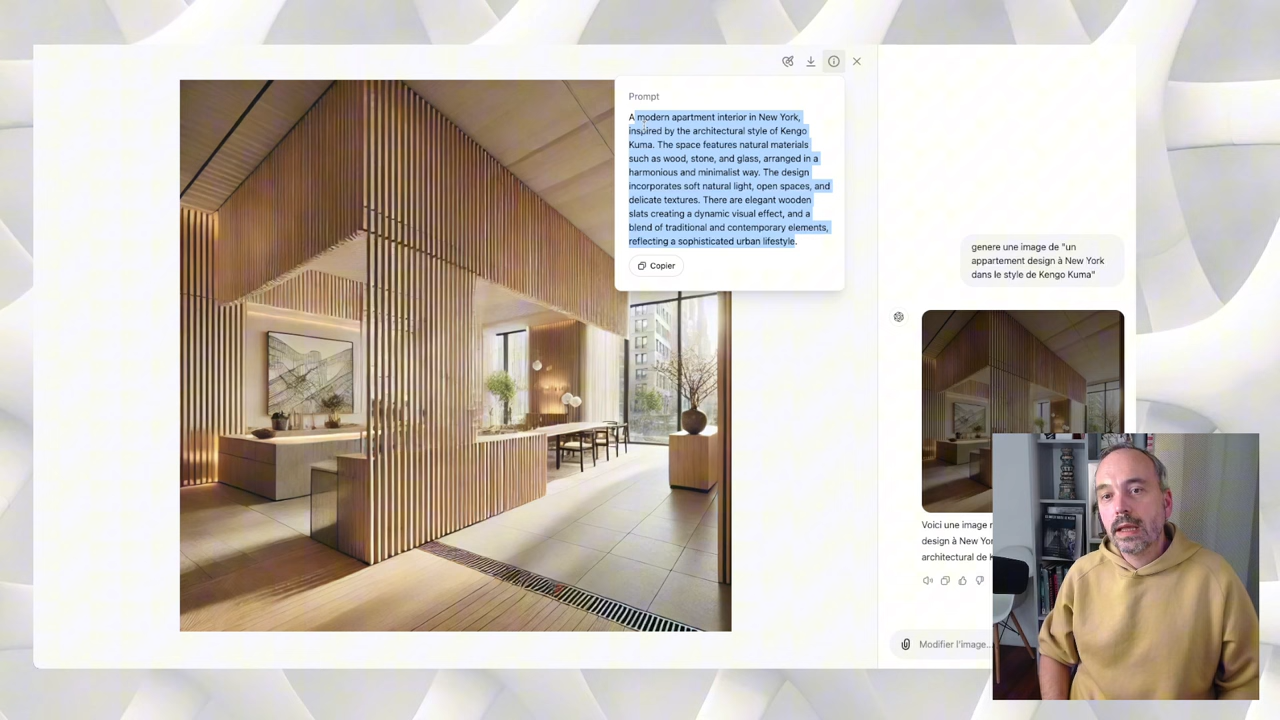 Prompt
A modern apartment interior in New York,
inspired by the architectural style of Kengo
Kuma. The space features natural materials
such as wood, stone, and glass, arranged in a
harmonious and minimalist way. The design
incorporates soft natural light, open spaces, and
delicate textures. There are elegant wooden
slats creating a dynamic visual effect, and a
blend of traditional and contemporary elements,
reflecting a sophisticated urban lifestyle.
Copier
genere une image de "un
appartement design à New York
dans le style de Kengo Kuma"
Voici une image
design à New
architectural de
Modifier l'image...